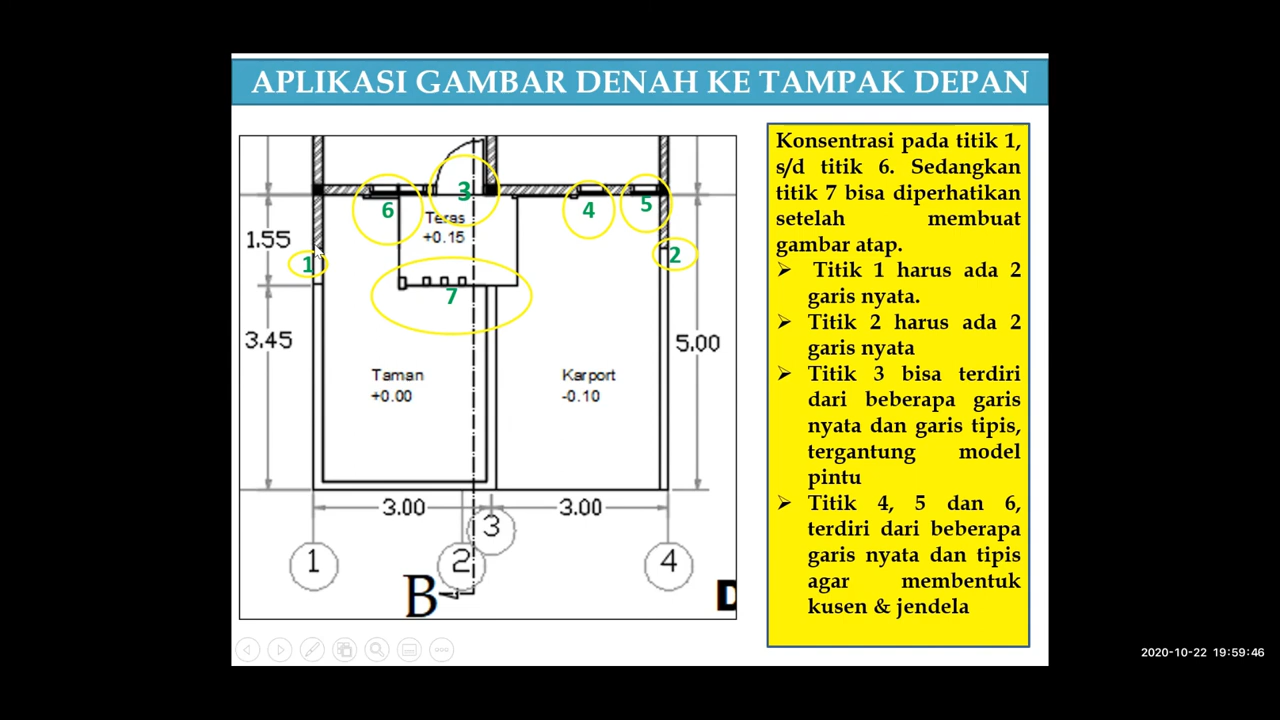 APLIKASI GAMBAR DENAH KE TAMPAK DEPAN
3
6
4
5
Teras
+0.15
1.55
1
2
7
3.45
5.00
Taman
+0.00
Karport
-0.10
3.00
3.00
3
1
2
4
B
D
Konsentrasi pada titik 1,
s/d titik 6. Sedangkan
titik 7 bisa diperhatikan
setelah membuat
gambar atap.
➢ Titik 1 harus ada 2
garis nyata.
➢ Titik 2 harus ada 2
garis nyata
➢ Titik 3 bisa terdiri
dari beberapa garis
nyata dan garis tipis,
tergantung model
pintu
➢ Titik 4, 5 dan 6,
terdiri dari beberapa
garis nyata dan tipis
agar membentuk
kusen & jendela
2020-10-22 19:59:46